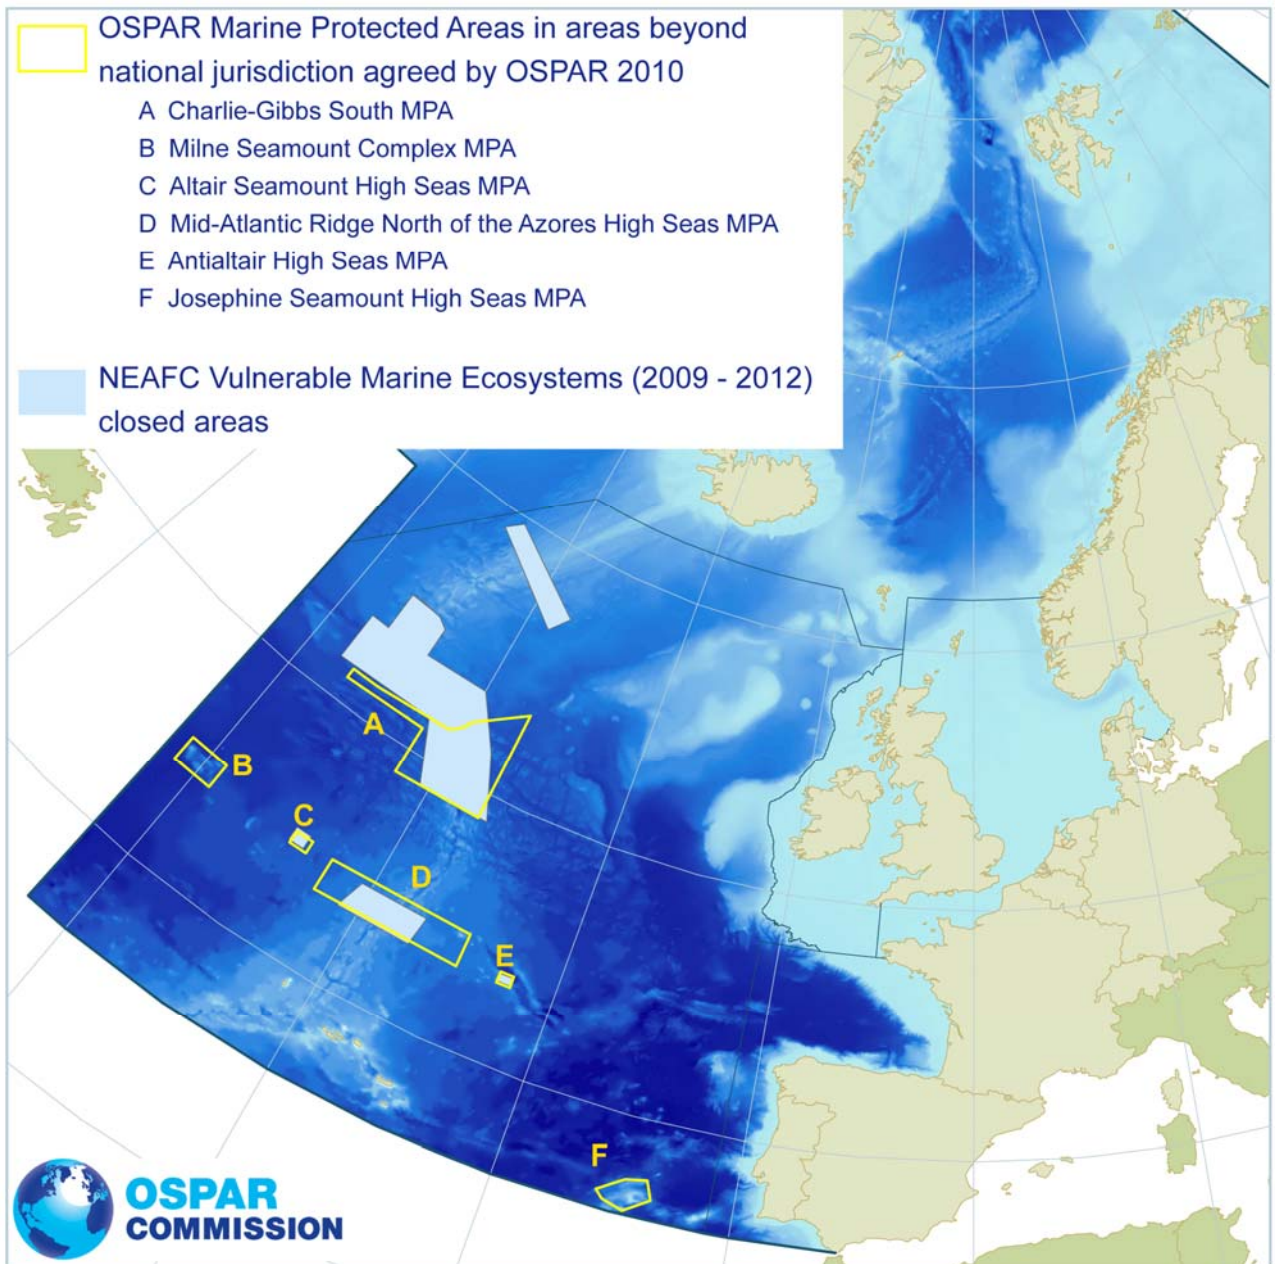 OSPAR Marine Protected Areas in areas beyond
national jurisdiction agreed by OSPAR 2010
A Charlie-Gibbs South MPA
B Milne Seamount Complex MPA
C Altair Seamount High Seas MPA
D Mid-Atlantic Ridge North of the Azores High Seas MPA
E Antialtair High Seas MPA
F Josephine Seamount High Seas MPA
NEAFC Vulnerable Marine Ecosystems (2009 - 2012)
closed areas
A
B
C
D
E
F
OSPAR
COMMISSION